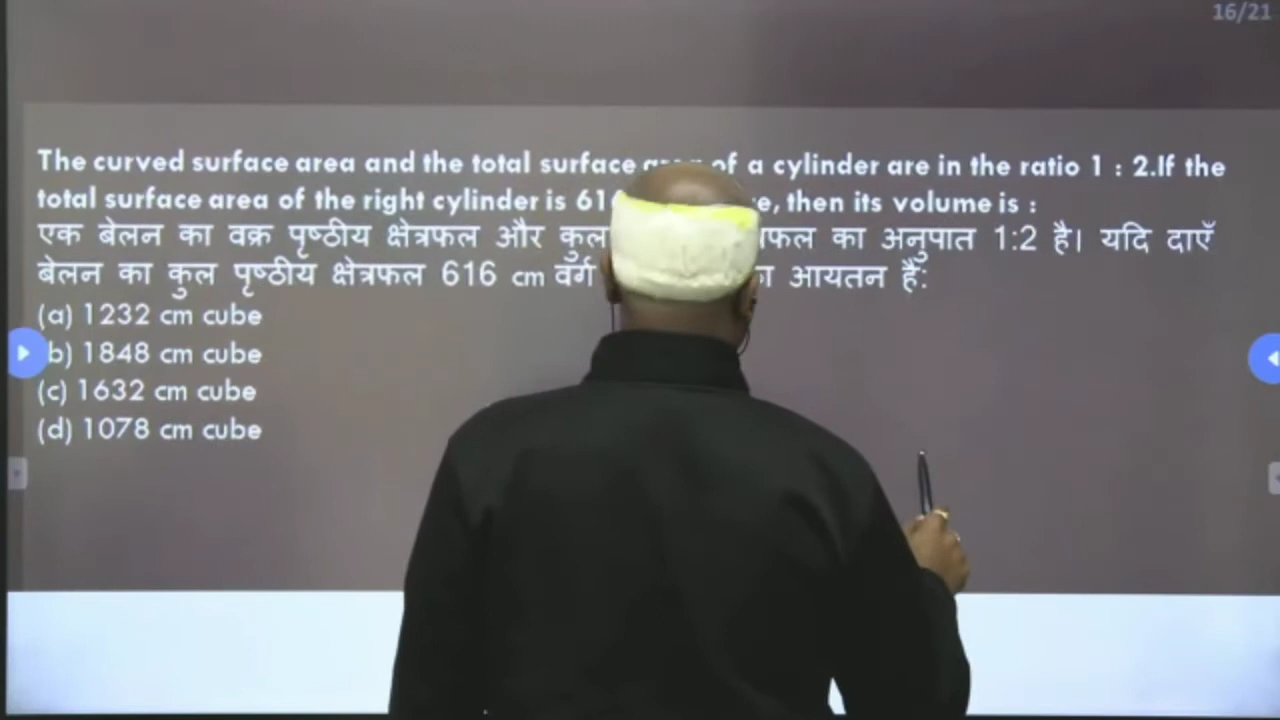 16/21
The curved surface area and the total surface of a cylinder are in the ratio 1 : 2.If the
total surface area of the right cylinder is then its volume is :
एक बेलन का वक्र पृष्ठीय क्षेत्रफल और कुल का अनुपात 1:2 है। यदि दाएँ
बेलन का कुल पृष्ठीय क्षेत्रफल 616 cm वर्ग आयतन है:
(a) 1232 cm cube
b) 1848 cm cube
(c) 1632 cm cube
(d) 1078 cm cube